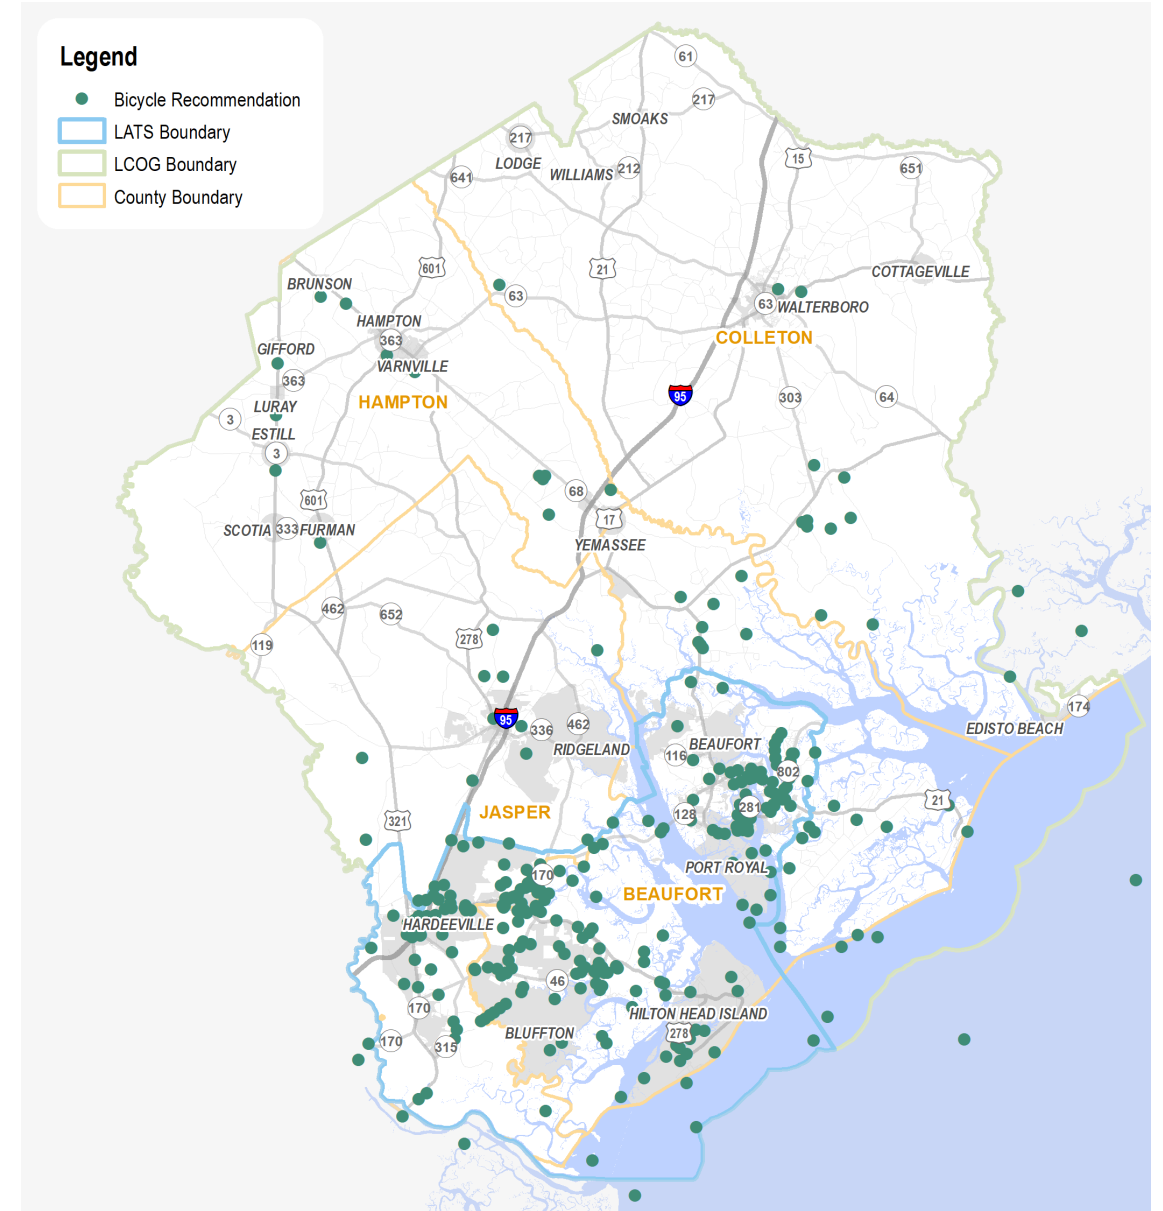 Legend
Bicycle Recommendation
LATS Boundary
LCOG Boundary
County Boundary
61
217
SMOAKS
217
LODGE
15
641
WILLIAMS
212
651
601
21
COTTAGEVILLE
BRUNSON
63
63
WALTERBORO
HAMPTON
363
COLLETON
GIFFORD
VARNVILLE
363
95
303
64
LURAY
HAMPTON
3
ESTILL
3
68
601
17
SCOTIA
333
FURMAN
YEMASSEE
462
652
278
119
174
95
336
462
EDISTO BEACH
RIDGELAND
BEAUFORT
116
802
JASPER
21
321
128
281
PORT ROYAL
170
BEAUFORT
HARDEEVILLE
46
170
HILTON HEAD ISLAND
BLUFFTON
278
170
315